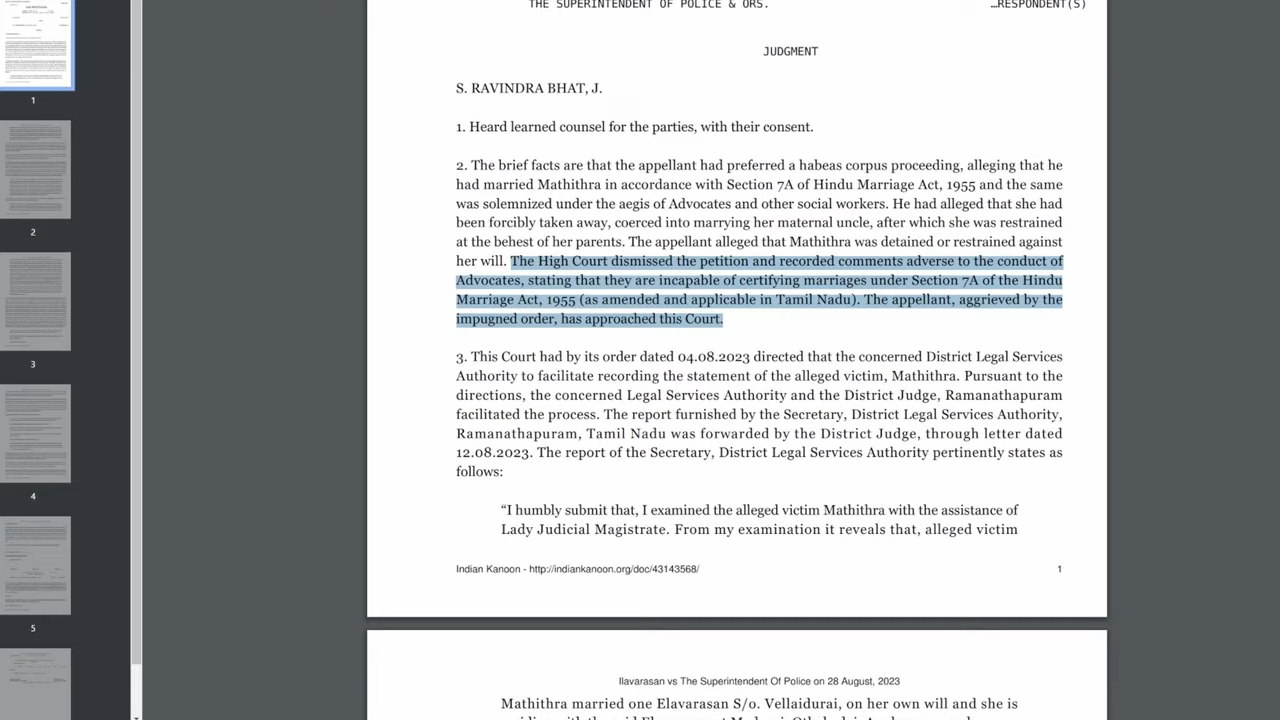 THE SUPERINTENDENT OF POLICE & ORS. …RESPONDENT(S)
JUDGMENT
S. RAVINDRA BHAT, J.
1. Heard learned counsel for the parties, with their consent.
2. The brief facts are that the appellant had preferred a habeas corpus proceeding, alleging that he
had married Mathithra in accordance with Section 7A of Hindu Marriage Act, 1955 and the same
was solemnized under the aegis of Advocates and other social workers. He had alleged that she had
been forcibly taken away, coerced into marrying her maternal uncle, after which she was restrained
at the behest of her parents. The appellant alleged that Mathithra was detained or restrained against
her will. The High Court dismissed the petition and recorded comments adverse to the conduct of
Advocates, stating that they are incapable of certifying marriages under Section 7A of the Hindu
Marriage Act, 1955 (as amended and applicable in Tamil Nadu). The appellant, aggrieved by the
impugned order, has approached this Court.
3. This Court had by its order dated 04.08.2023 directed that the concerned District Legal Services
Authority to facilitate recording the statement of the alleged victim, Mathithra. Pursuant to the
directions, the concerned Legal Services Authority and the District Judge, Ramanathapuram
facilitated the process. The report furnished by the Secretary, District Legal Services Authority,
Ramanathapuram, Tamil Nadu was forwarded by the District Judge, through letter dated
12.08.2023. The report of the Secretary, District Legal Services Authority pertinently states as
follows:
“I humbly submit that, I examined the alleged victim Mathithra with the assistance of
Lady Judicial Magistrate. From my examination it reveals that, alleged victim
Indian Kanoon - http://indiankanoon.org/doc/43143568/ 1
Ilavarasan vs The Superintendent Of Police on 28 August, 2023
Mathithra married one Elavarasan S/o. Vellaidurai, on her own will and she is
1
2
3
4
5